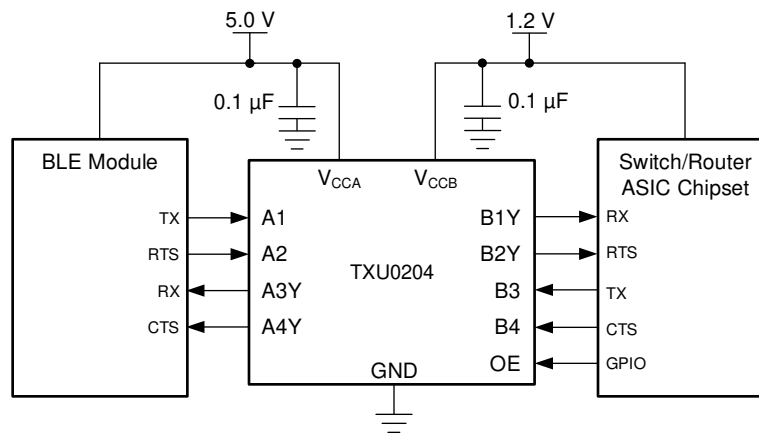 5.0 V
1.2 V
0.1 µF
0.1 µF
BLE Module
Switch/Router
ASIC Chipset
VCCA
VCCB
TX
A1
B1Y
RX
RTS
A2
B2Y
RTS
TXU0204
RX
A3Y
B3
TX
CTS
A4Y
B4
CTS
GND
OE
GPIO